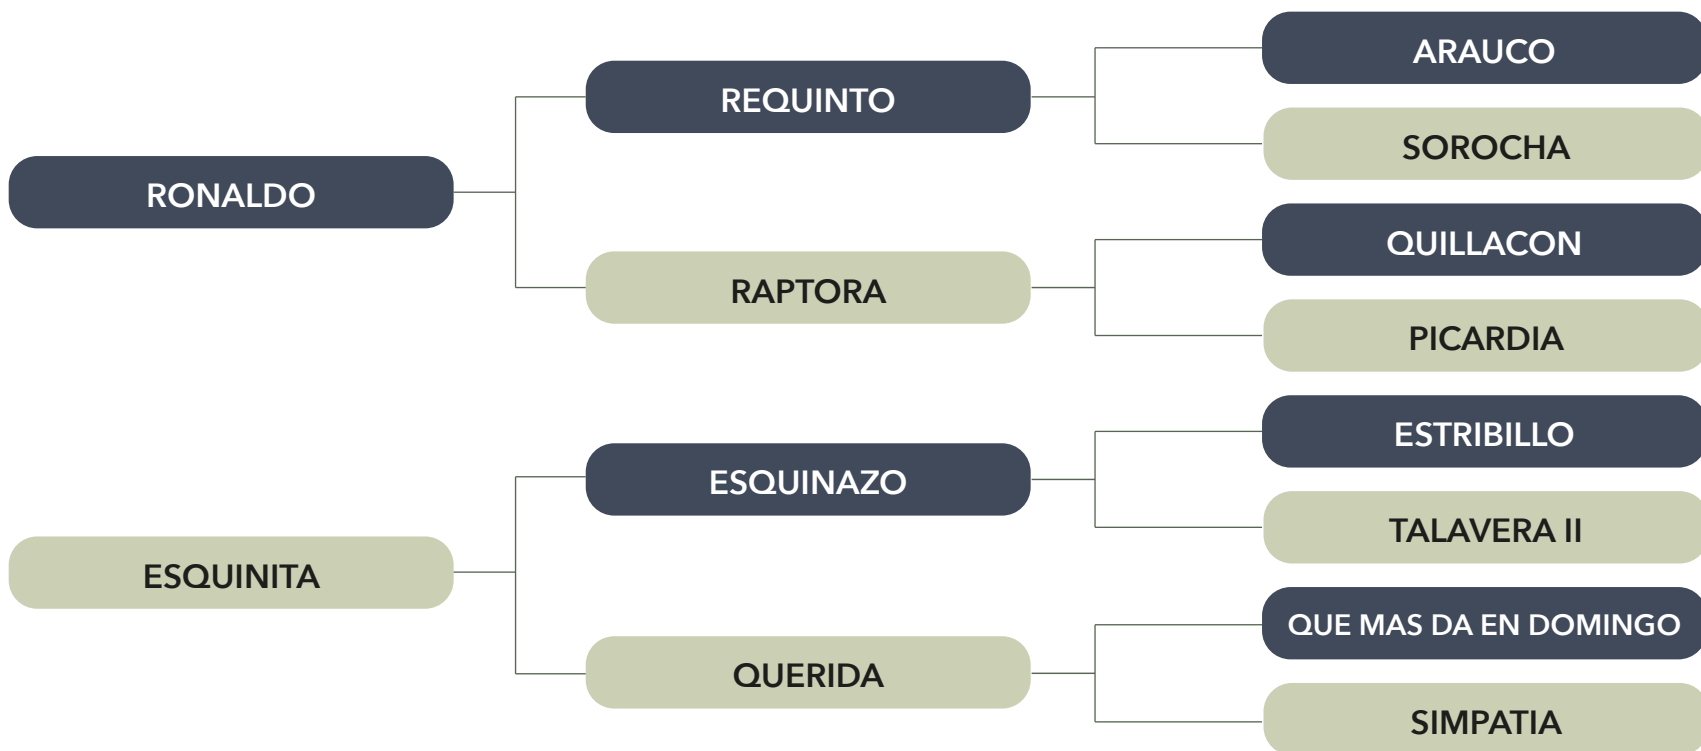 RONALDO
REQUINTO
ARAUCO
SOROCHA
RAPTORA
QUILLACON
PICARDIA
ESQUINITA
ESQUINAZO
ESTRIBILLO
TALAVERA II
QUERIDA
QUE MAS DA EN DOMINGO
SIMPATIA